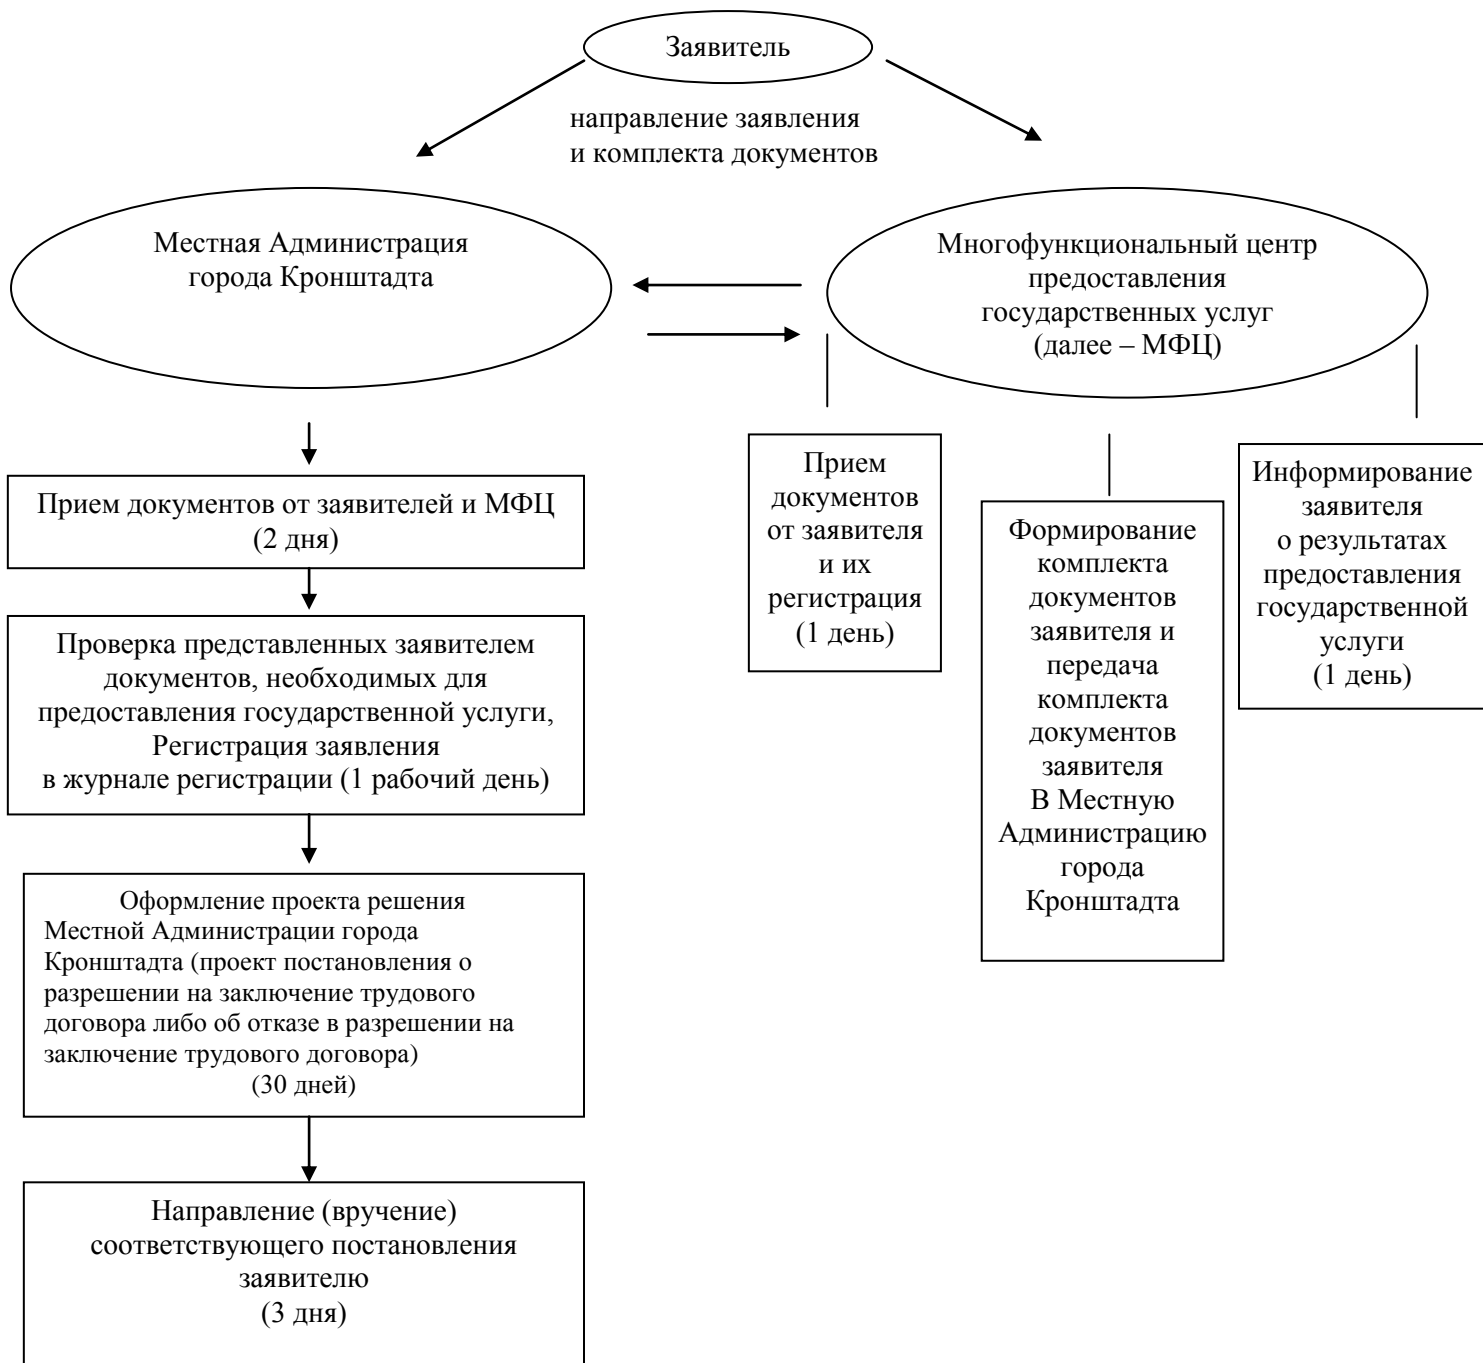 Заявитель
направление заявления
и комплекта документов
Местная Администрация
города Кронштадта
Многофункциональный центр
предоставления
государственных услуг
(далее – МФЦ)
Прием документов от заявителей и МФЦ
(2 дня)
Проверка представленных заявителем
документов, необходимых для
предоставления государственной услуги,
Регистрация заявления
в журнале регистрации (1 рабочий день)
Оформление проекта решения
Местной Администрации города
Кронштадта (проект постановления о
разрешении на заключение трудового
договора либо об отказе в разрешении на
заключение трудового договора)
(30 дней)
Направление (вручение)
соответствующего постановления
заявителю
(3 дня)
Прием
документов
от заявителя
и их
регистрация
(1 день)
Формирование
комплекта
документов
заявителя и
передача
комплекта
документов
заявителя
В Местную
Администрацию
города
Кронштадта
Информирование
заявителя
о результатах
предоставления
государственной
услуги
(1 день)